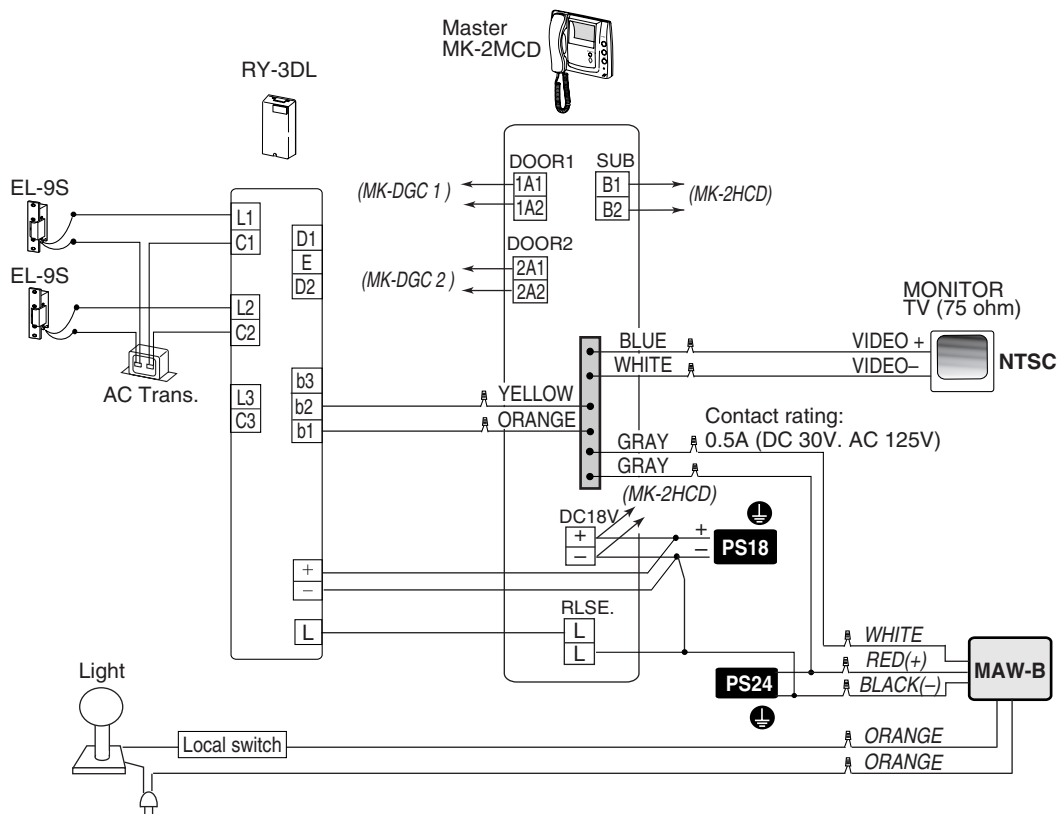 Master
MK-2MCD
RY-3DL
EL-9S
EL-9S
AC Trans.
L1
C1
L2
C2
L3
C3
D1
E
D2
b3
b2
b1
+
–
L
DOOR1
1A1
1A2
(MK-DGC 1 )
DOOR2
2A1
2A2
(MK-DGC 2 )
SUB
B1
B2
(MK-2HCD)
BLUE
WHITE
YELLOW
ORANGE
GRAY
GRAY
(MK-2HCD)
VIDEO +
VIDEO–
MONITOR
TV (75 ohm)
NTSC
Contact rating:
0.5A (DC 30V. AC 125V)
DC18V
+
–
+
–
PS18
RLSE.
L
L
PS24
WHITE
RED(+)
BLACK(–)
MAW-B
ORANGE
ORANGE
Light
Local switch